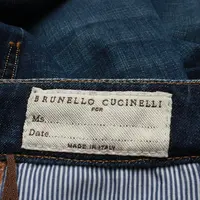 BRUNELLO CUCINELLI
FOR
Ms.
Date
MADE IN ITALY